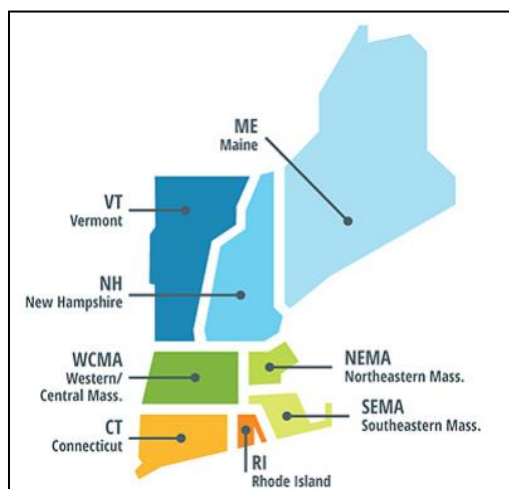 ME
Maine
VT
Vermont
NH
New Hampshire
WCMA
Western/
Central Mass.
NEMA
Northeastern Mass.
SEMA
Southeastern Mass.
CT
Connecticut
RI
Rhode Island